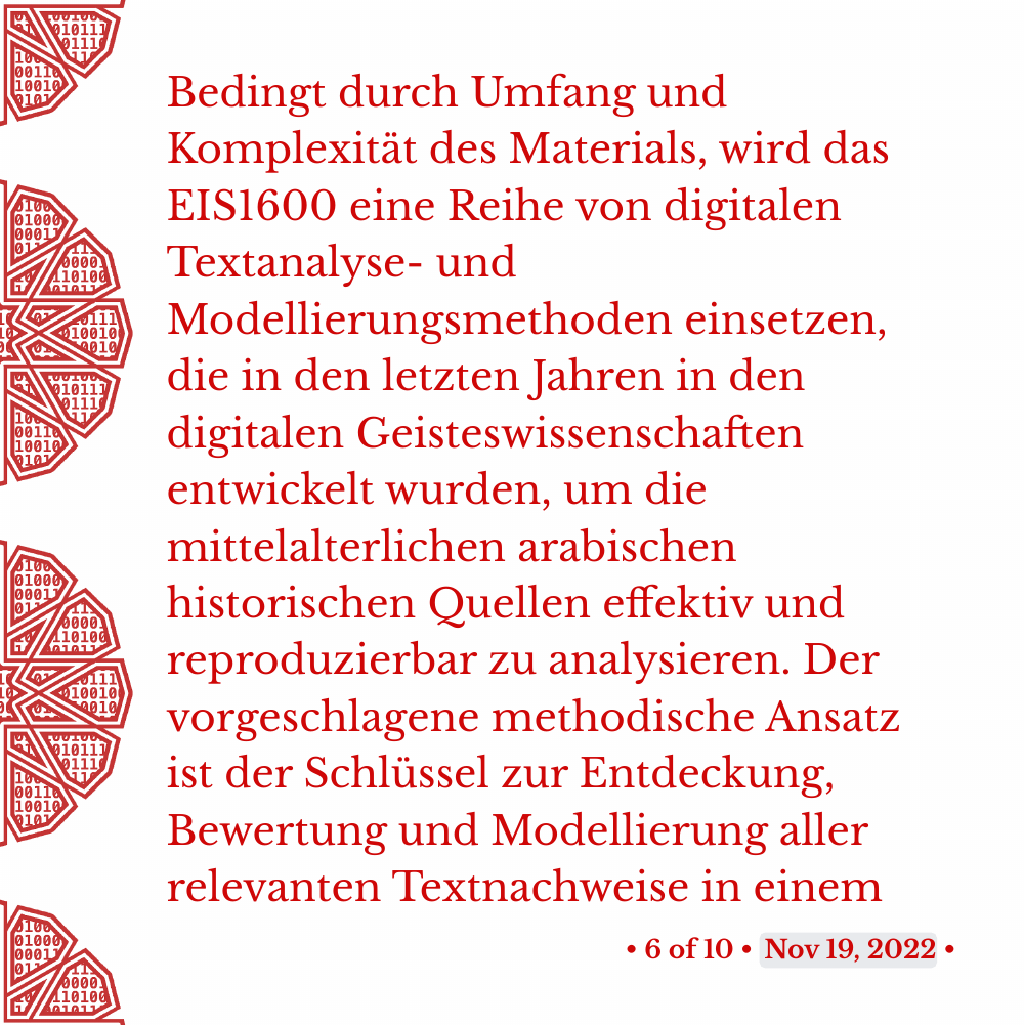 Bedingt durch Umfang und
Komplexität des Materials, wird das
EIS1600 eine Reihe von digitalen
Textanalyse- und
Modellierungsmethoden einsetzen,
die in den letzten Jahren in den
digitalen Geisteswissenschaften
entwickelt wurden, um die
mittelalterlichen arabischen
historischen Quellen effektiv und
reproduzierbar zu analysieren. Der
vorgeschlagene methodische Ansatz
ist der Schlüssel zur Entdeckung,
Bewertung und Modellierung aller
relevanten Textnachweise in einem
• 6 of 10 • Nov 19, 2022 •